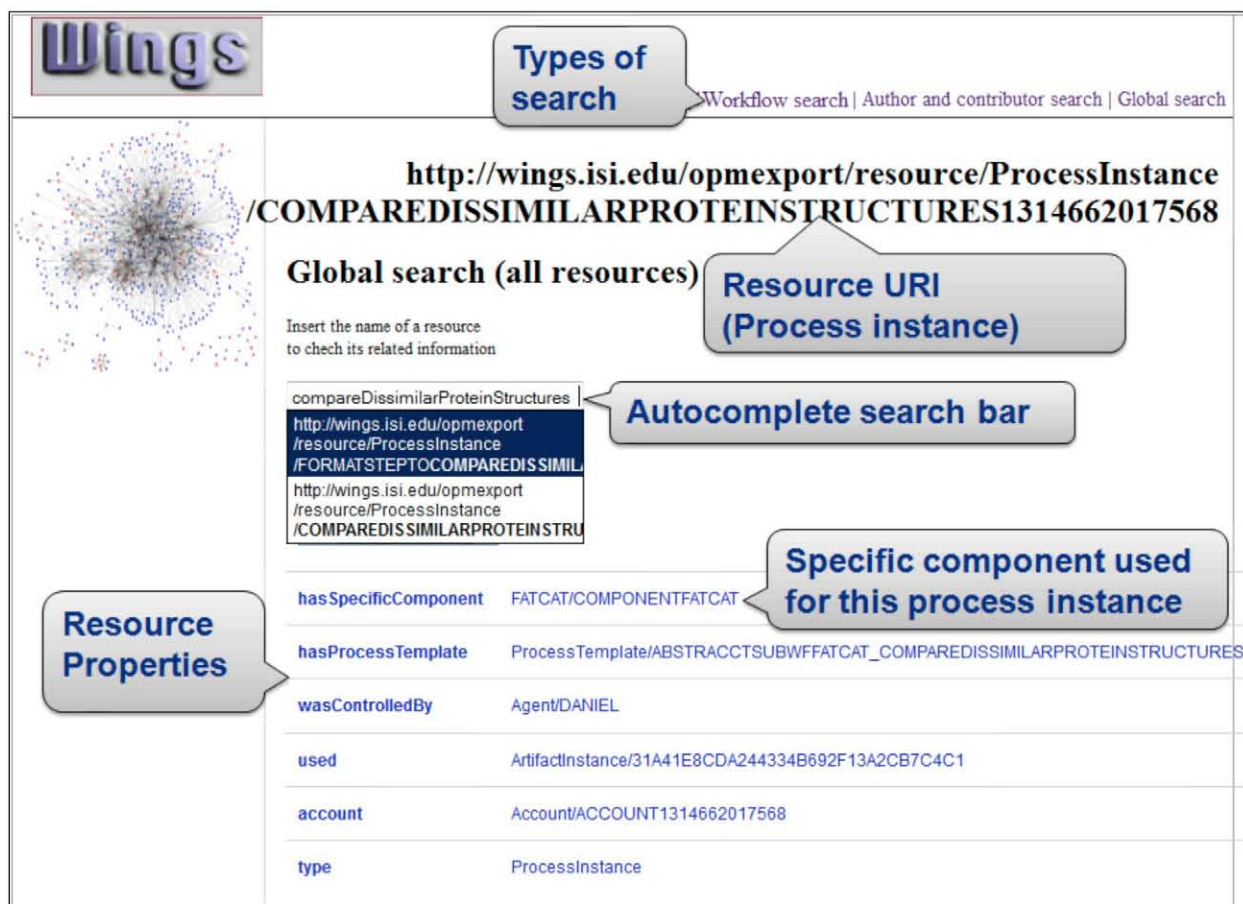 Wings
Types of
search
Workflow search | Author and contributor search | Global search
http://wings.isi.edu/opmexport/resource/ProcessInstance
/COMPAREDISSIMILARPROTEINSTRUCTURES1314662017568
Global search (all resources)
Resource URI
(Process instance)
Insert the name of a resource
to chech its related information
compareDissimilarProteinStructures
Autocomplete search bar
http://wings.isi.edu/opmexport
/resource/ProcessInstance
/FORMATSTEPTOCOMPAREDISSIMIL
http://wings.isi.edu/opmexport
/resource/ProcessInstance
/COMPAREDISSIMILARPROTEINSTRU
Specific component used
for this process instance
Resource
Properties
hasSpecificComponent FATCAT/COMPONENTFATCAT
hasProcessTemplate ProcessTemplate/ABSTRACCTSUBWFFATCAT_COMPAREDISSIMILARPROTEINSTRUCTURES
wasControlledBy Agent/DANIEL
used ArtifactInstance/31A41E8CDA244334B692F13A2CB7C4C1
account Account/ACCOUNT1314662017568
type ProcessInstance